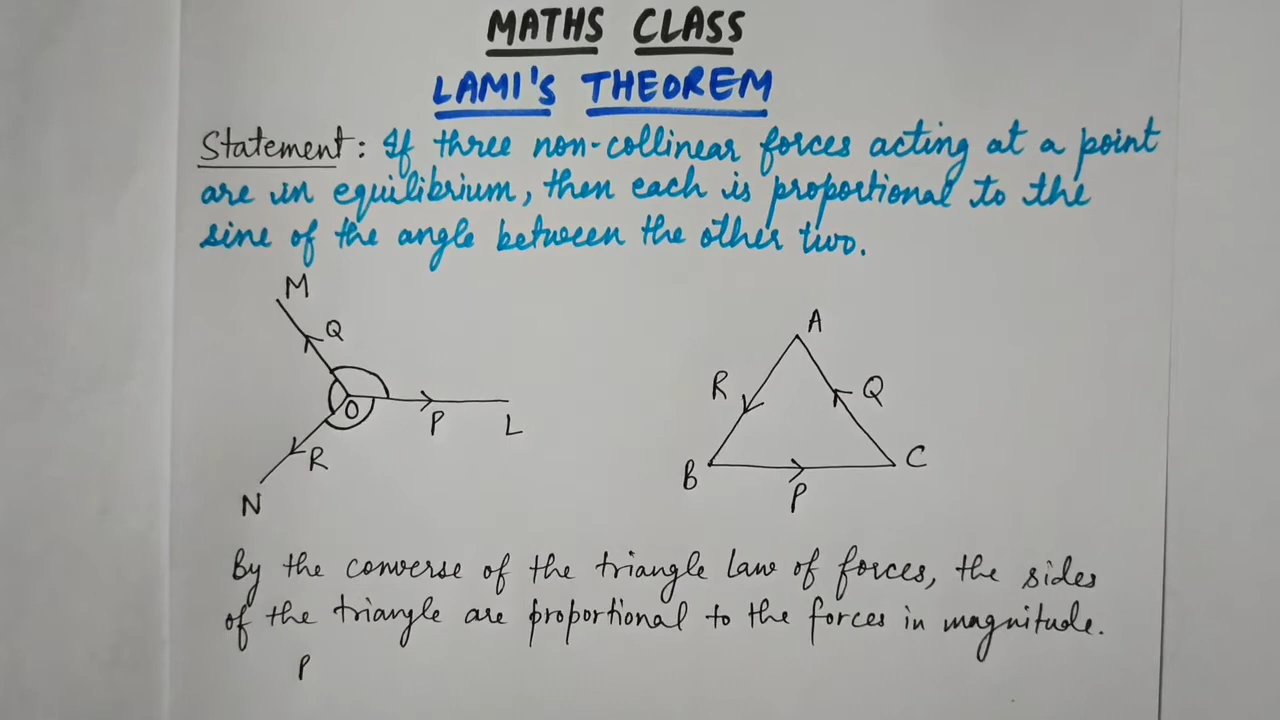 MATHS CLASS
LAMI'S THEOREM
Statement: If three non-collinear forces acting at a point
are in equilibrium, then each is proportional to the
sine of the angle between the other two.
M
Q
O
P
L
R
N
A
R
Q
B
C
P
By the converse of the triangle law of forces, the sides
of the triangle are proportional to the forces in magnitude.
P